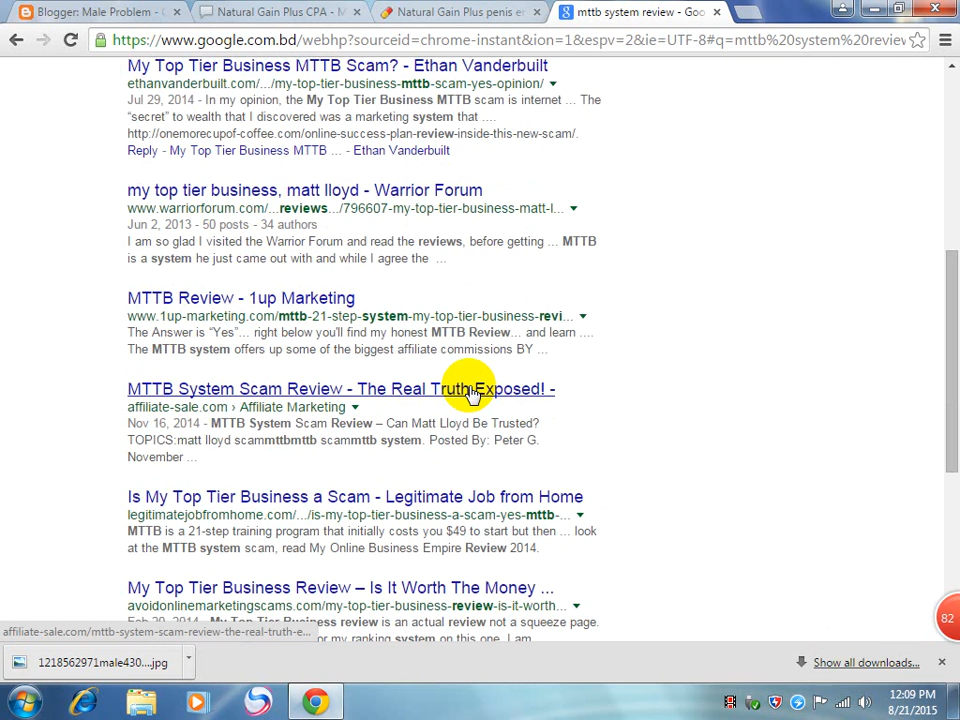 Blogger: Male Problem - C
Natural Gain Plus CPA - M
Natural Gain Plus penis en
mttb system review - Goo
https://www.google.com.bd/webhp?sourceid=chrome-instant&ion=1&espv=2&ie=UTF-8#q=mttb%20system%20review
My Top Tier Business MTTB Scam? - Ethan Vanderbuilt
ethanvanderbuilt.com/.../my-top-tier-business-mttb-scam-yes-opinion/
Jul 29, 2014 - In my opinion, the My Top Tier Business MTTB scam is internet ... The
“secret” to wealth that I discovered was a marketing system that ....
http://onemorecupof-coffee.com/online-success-plan-review-inside-this-new-scam/.
Reply - My Top Tier Business MTTB ... - Ethan Vanderbuilt
my top tier business, matt lloyd - Warrior Forum
www.warriorforum.com/...reviews.../796607-my-top-tier-business-matt-l...
Jun 2, 2013 - 50 posts - 34 authors
I am so glad I visited the Warrior Forum and read the reviews, before getting ... MTTB
is a system he just came out with and while I agree the ...
MTTB Review - 1up Marketing
www.1up-marketing.com/mttb-21-step-system-my-top-tier-business-revi...
The Answer is “Yes”... right below you'll find my honest MTTB Review... and learn ....
The MTTB system offers up some of the biggest affiliate commissions BY ...
MTTB System Scam Review - The Real Truth Exposed! -
affiliate-sale.com › Affiliate Marketing
Nov 16, 2014 - MTTB System Scam Review – Can Matt Lloyd Be Trusted?
TOPICS:matt lloyd scammttbmttb scammttb system. Posted By: Peter G.
November ...
Is My Top Tier Business a Scam - Legitimate Job from Home
legitimatejobfromhome.com/.../is-my-top-tier-business-a-scam-yes-mttb-...
MTTB is a 21-step training program that initially costs you $49 to start but then ... look
at the MTTB system scam, read My Online Business Empire Review 2014.
My Top Tier Business Review – Is It Worth The Money ...
avoidonlinemarketingscams.com/my-top-tier-business-review-is-it-worth...
Feb 20, 2014 - My Top Tier Business review is an actual review not a squeeze page.
or my ranking system on this one. I am
affiliate-sale.com/mttb-system-scam-review-the-real-truth-e...
82
1218562971male430....jpg
Show all downloads...
12:09 PM
8/21/2015